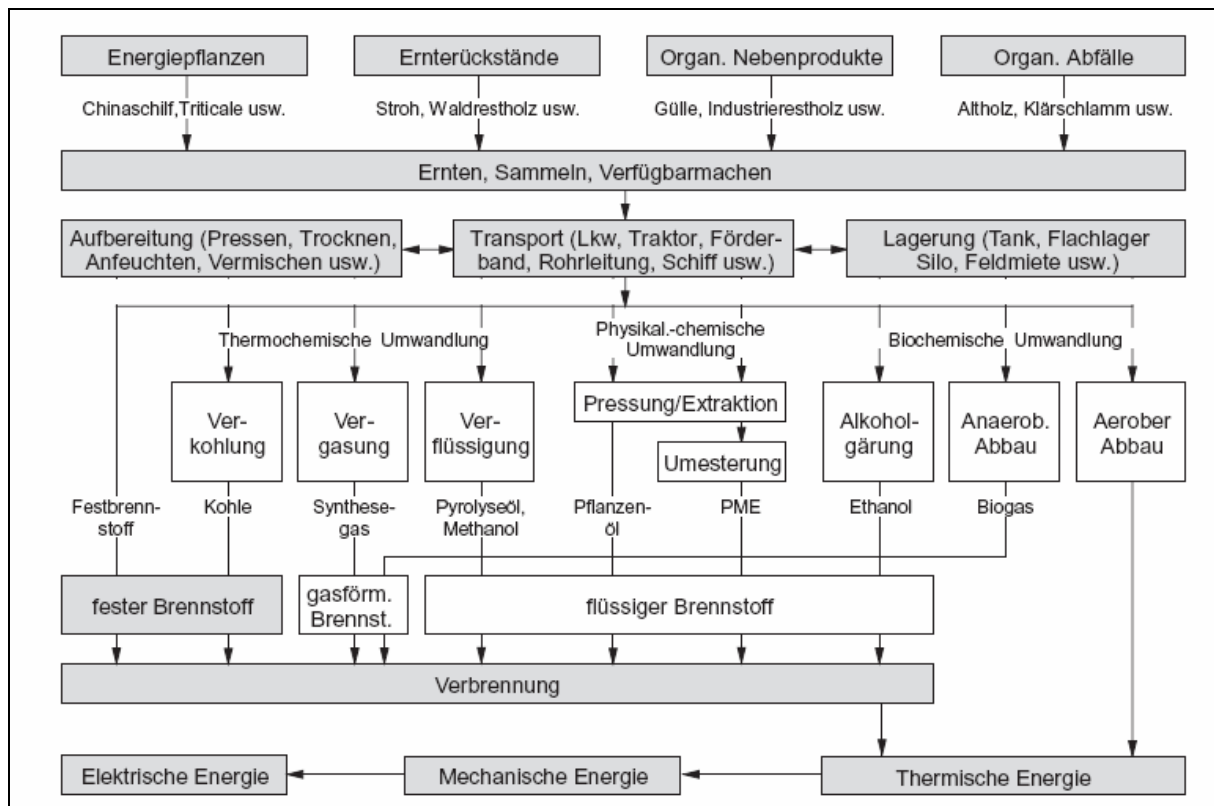 Energiepflanzen
Ernterückstände
Organ. Nebenprodukte
Organ. Abfälle
Chinaschilf,Triticale usw.
Stroh, Waldrestholz usw.
Gülle, Industrierestholz usw.
Altholz, Klärschlamm usw.
Ernten, Sammeln, Verfügbarmachen
Aufbereitung (Pressen, Trocknen,
Anfeuchten, Vermischen usw.)
Transport (Lkw, Traktor, Förder-
band, Rohrleitung, Schiff usw.)
Lagerung (Tank, Flachlager
Silo, Feldmiete usw.)
Thermochemische Umwandlung
Physikal.-chemische
Umwandlung
Biochemische Umwandlung
Ver-
kohlung
Ver-
gasung
Ver-
flüssigung
Pressung/Extraktion
Umesterung
Alkohol-
gärung
Anaerob.
Abbau
Aerober
Abbau
Festbrenn-
stoff
Kohle
Synthese-
gas
Pyrolyseöl,
Methanol
Pflanzen-
öl
PME
Ethanol
Biogas
fester Brennstoff
gasförm.
Brennst.
flüssiger Brennstoff
Verbrennung
Elektrische Energie
Mechanische Energie
Thermische Energie